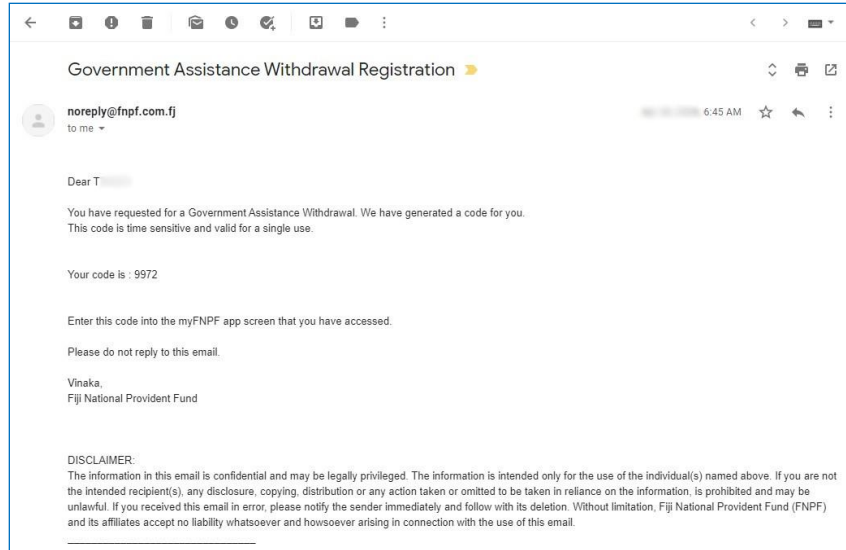 Government Assistance Withdrawal Registration
noreply@fnpf.com.fj
6:45 AM
to me
Dear T
You have requested for a Government Assistance Withdrawal. We have generated a code for you.
This code is time sensitive and valid for a single use.
Your code is : 9972
Enter this code into the myFNPF app screen that you have accessed.
Please do not reply to this email.
Vinaka,
Fiji National Provident Fund
DISCLAIMER:
The information in this email is confidential and may be legally privileged. The information is intended only for the use of the individual(s) named above. If you are not
the intended recipient(s), any disclosure, copying, distribution or any action taken or omitted to be taken in reliance on the information, is prohibited and may be
unlawful. If you received this email in error, please notify the sender immediately and follow with its deletion. Without limitation, Fiji National Provident Fund (FNPF)
and its affiliates accept no liability whatsoever and howsoever arising in connection with the use of this email.